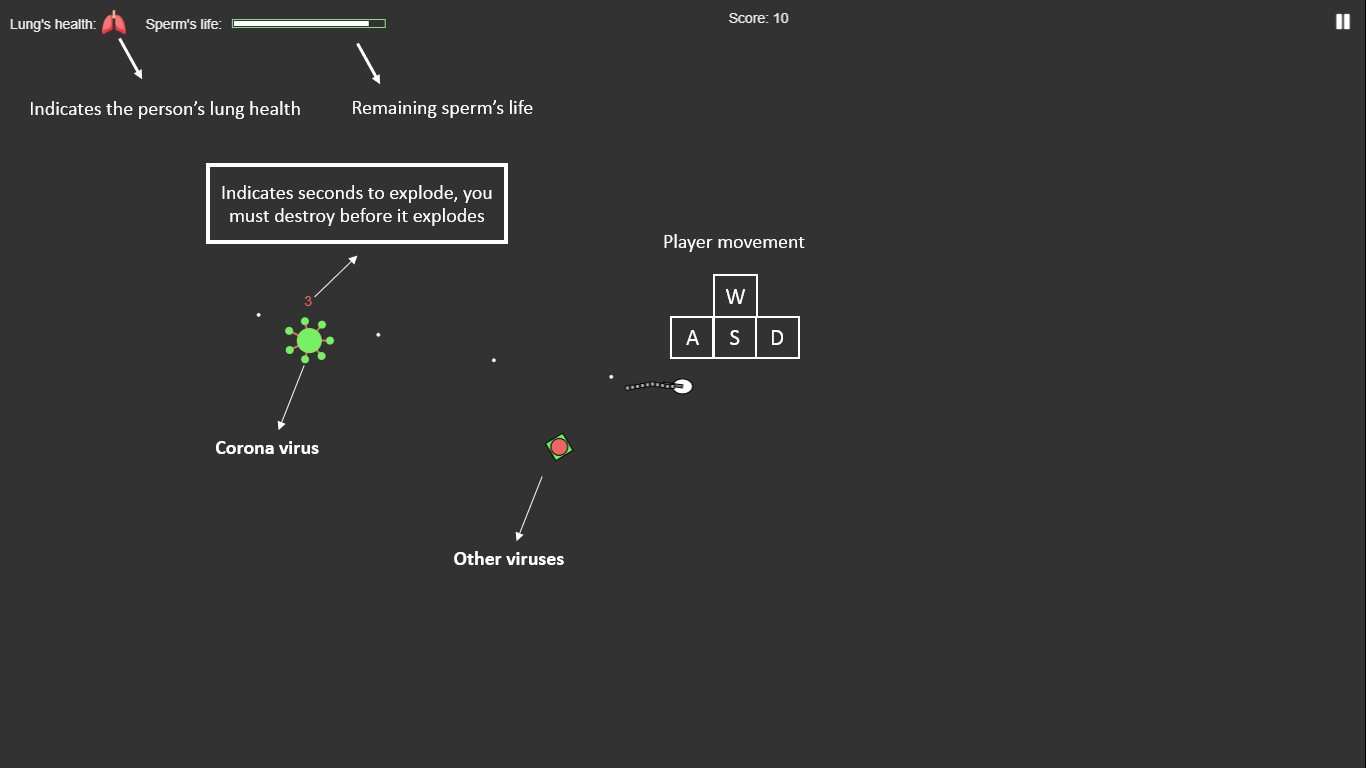 Lung's health:
Sperm's life:
Score: 10
Indicates the person’s lung health
Remaining sperm’s life
Indicates seconds to explode, you
must destroy before it explodes
Player movement
3
W
A S D
Corona virus
Other viruses